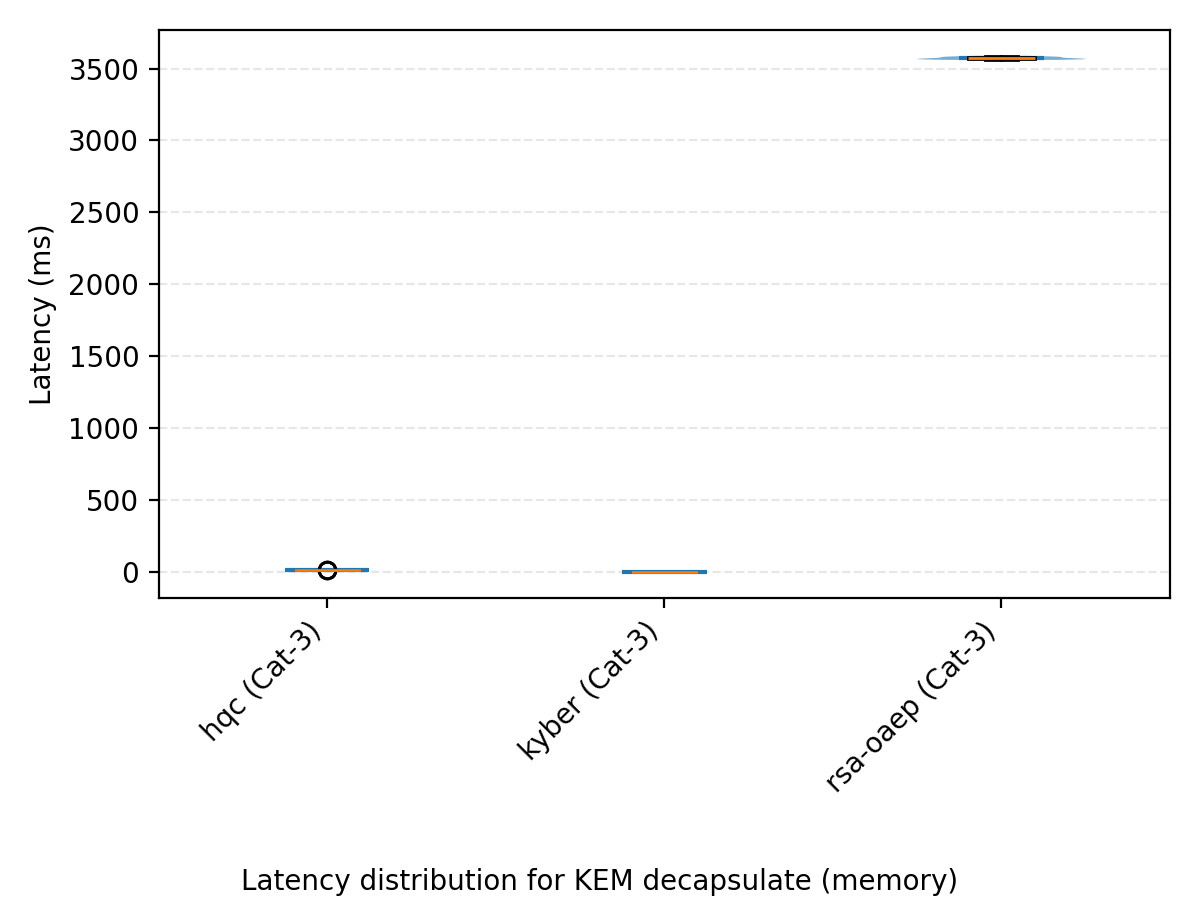 3500
3000
2500
2000
1500
1000
500
0
Latency (ms)
hqc (Cat-3)
kyber (Cat-3)
rsa-oaep (Cat-3)
Latency distribution for KEM decapsulate (memory)